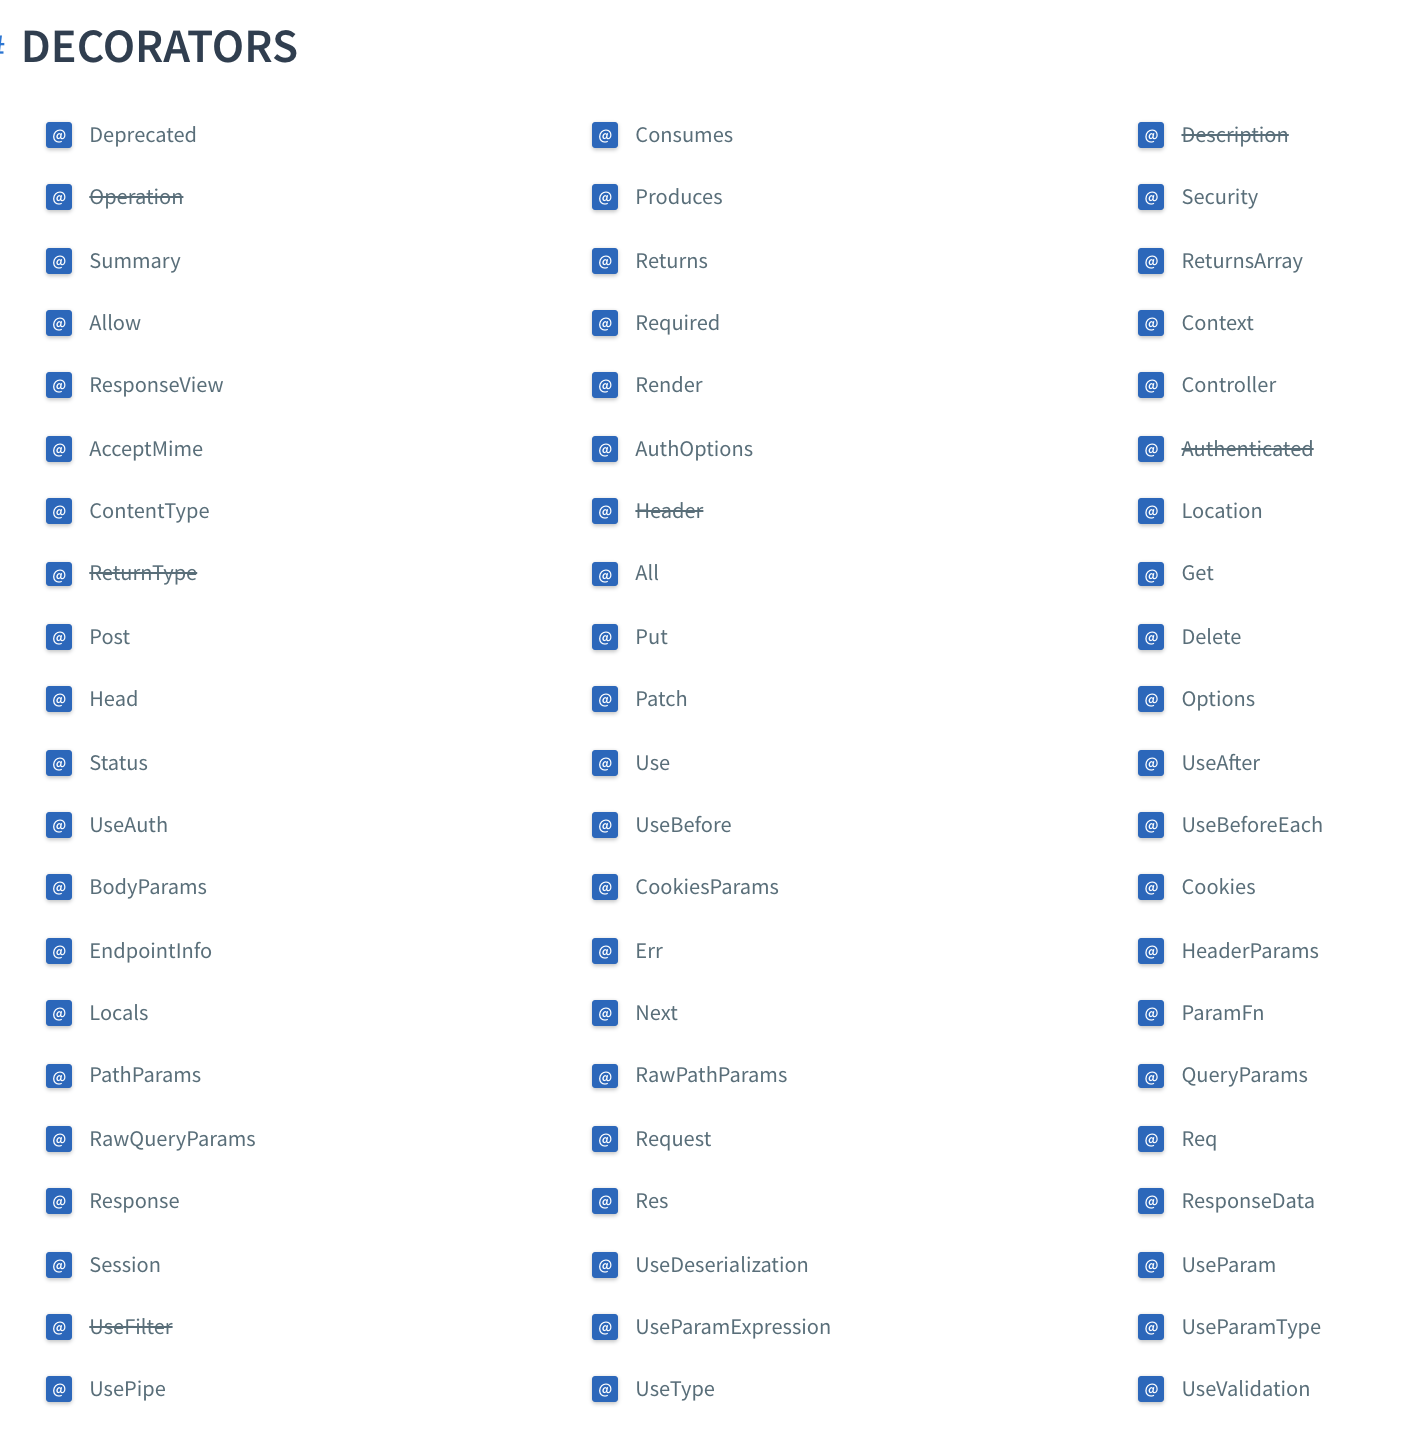 # DECORATORS
@ Deprecated @ Consumes @ Description
@ Operation @ Produces @ Security
@ Summary @ Returns @ ReturnsArray
@ Allow @ Required @ Context
@ ResponseView @ Render @ Controller
@ AcceptMime @ AuthOptions @ Authenticated
@ ContentType @ Header @ Location
@ ReturnType @ All @ Get
@ Post @ Put @ Delete
@ Head @ Patch @ Options
@ Status @ Use @ UseAfter
@ UseAuth @ UseBefore @ UseBeforeEach
@ BodyParams @ CookiesParams @ Cookies
@ EndpointInfo @ Err @ HeaderParams
@ Locals @ Next @ ParamFn
@ PathParams @ RawPathParams @ QueryParams
@ RawQueryParams @ Request @ Req
@ Response @ Res @ ResponseData
@ Session @ UseDeserialization @ UseParam
@ UseFilter @ UseParamExpression @ UseParamType
@ UsePipe @ UseType @ UseValidation